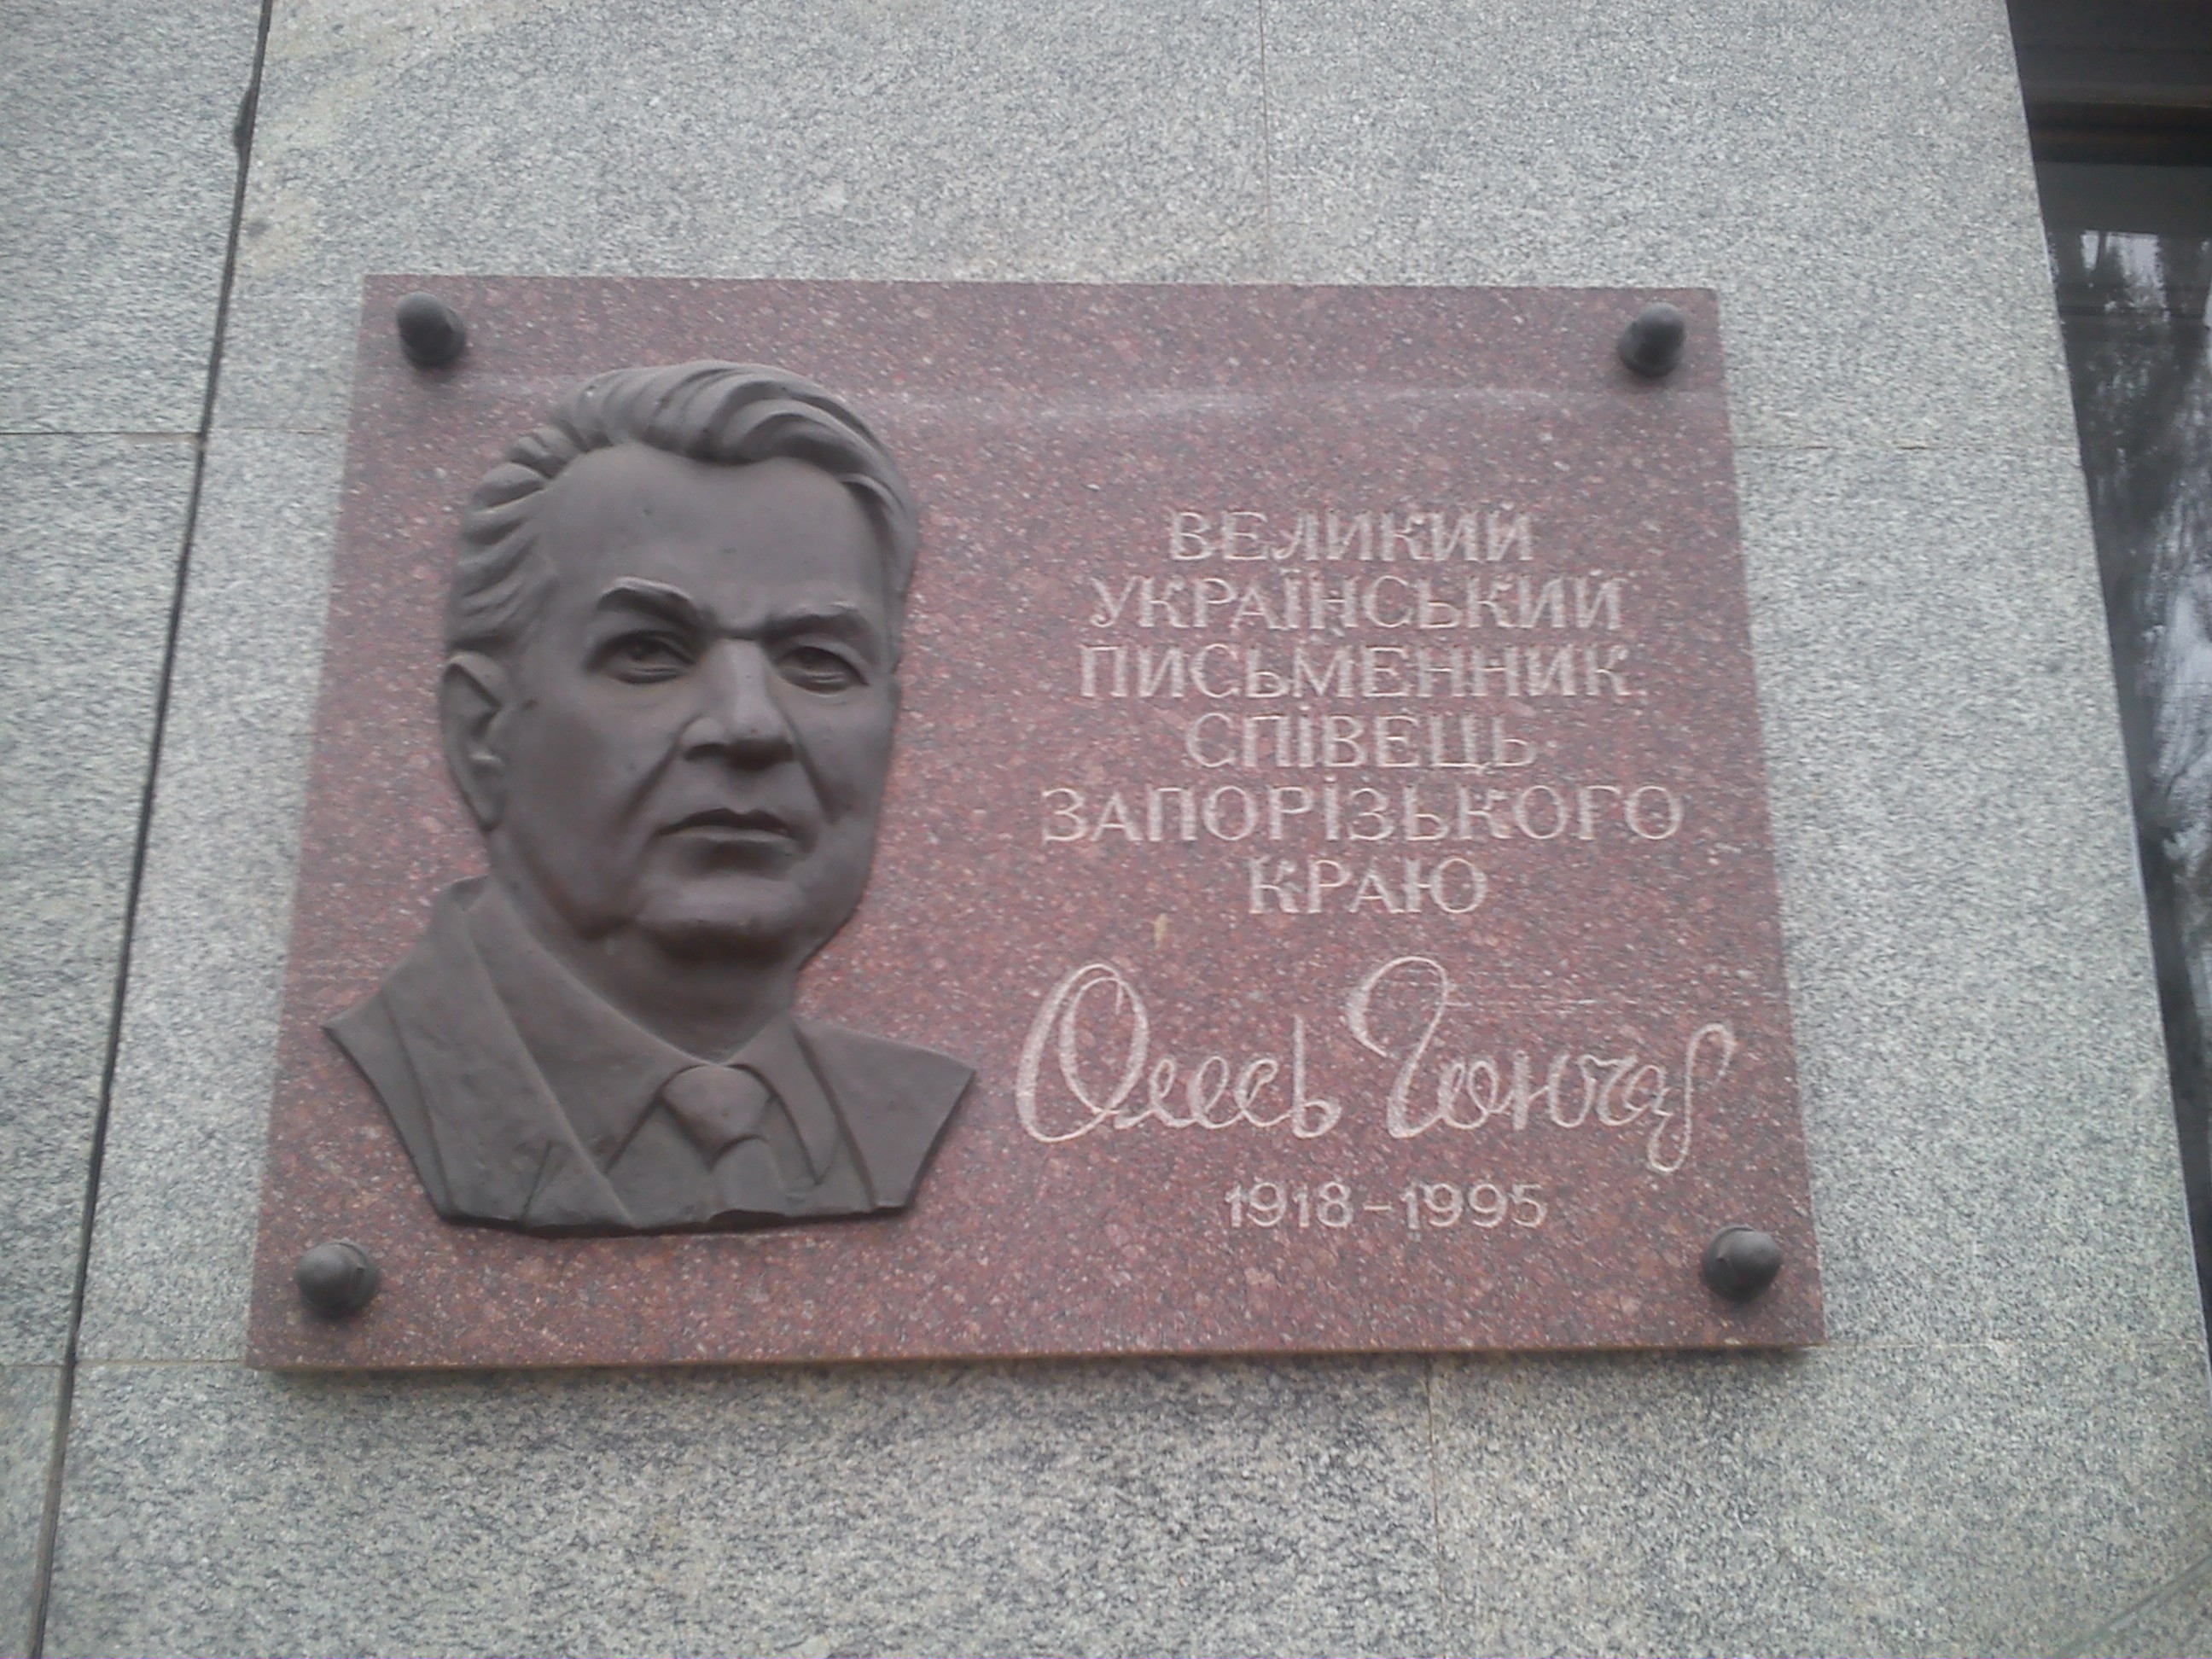 ВЕЛИКИЙ
УКРАЇНСЬКИЙ
ПИСЬМЕННИК,
СПІВЕЦЬ
ЗАПОРІЗЬКОГО
КРАЮ
Олесь Гончар
1918-1995